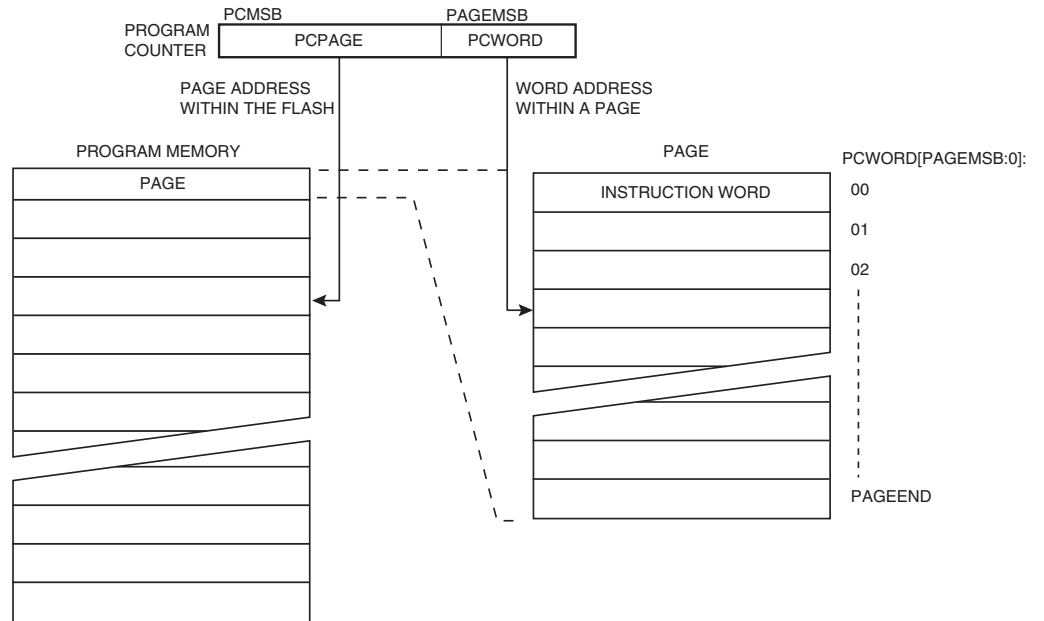 PCMSB
PAGEMSB
PROGRAM
COUNTER
PCPAGE
PCWORD
PAGE ADDRESS
WITHIN THE FLASH
WORD ADDRESS
WITHIN A PAGE
PROGRAM MEMORY
PAGE
PAGE
PCWORD[PAGEMSB:0]:
INSTRUCTION WORD
00
01
02
PAGEEND